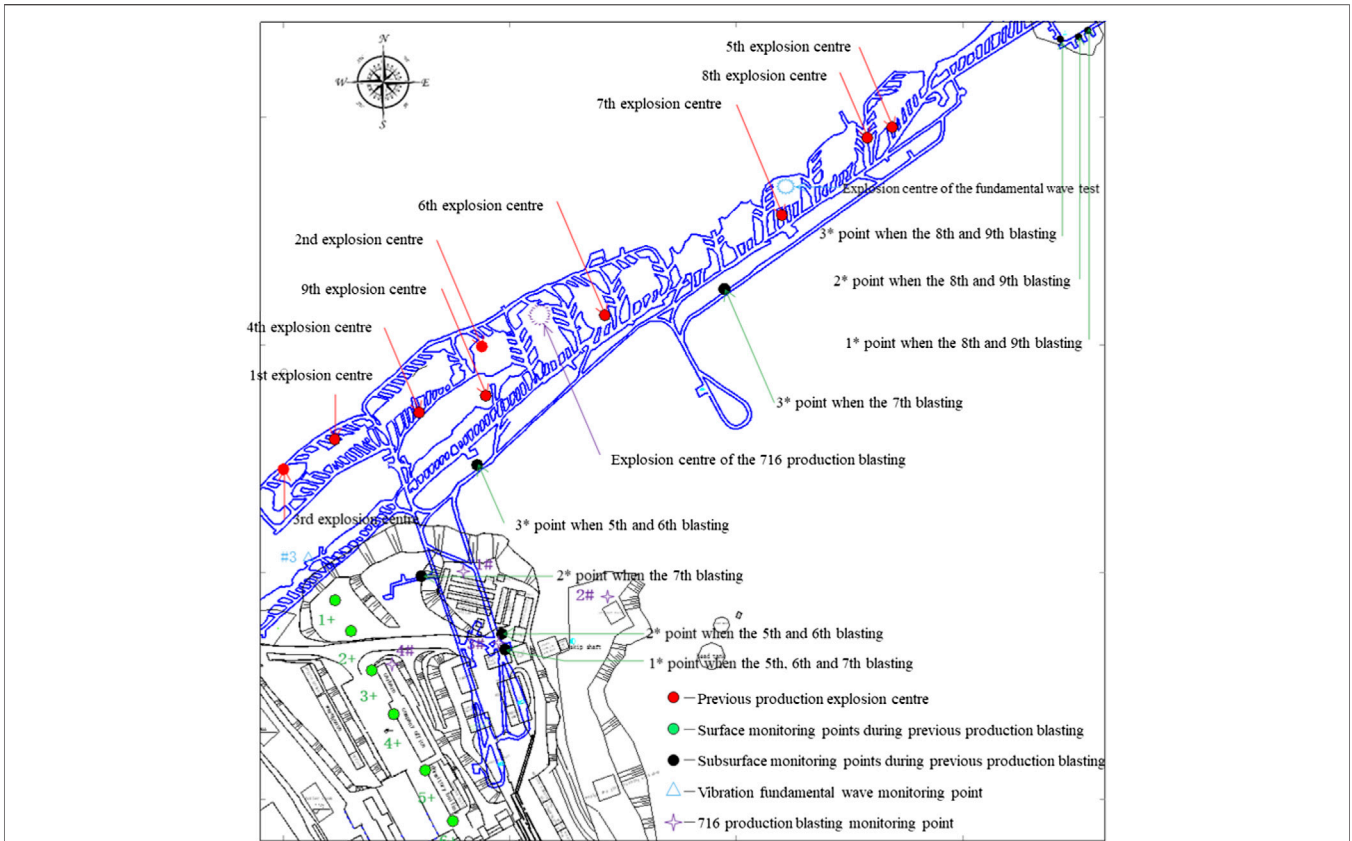 N
W E
S
5th explosion centre
8th explosion centre
7th explosion centre
Explosion centre of the fundamental wave test
6th explosion centre
3* point when the 8th and 9th blasting
2nd explosion centre
2* point when the 8th and 9th blasting
9th explosion centre
4th explosion centre
1* point when the 8th and 9th blasting
1st explosion centre
3* point when the 7th blasting
Explosion centre of the 716 production blasting
3rd explosion centre
3* point when 5th and 6th blasting
#3
1#
2* point when the 7th blasting
2#
1+
2* point when the 5th and 6th blasting
3#
skip shaft
2+
4#
1* point when the 5th, 6th and 7th blasting
3+
Previous production explosion centre
Surface monitoring points during previous production blasting
4+
Subsurface monitoring points during previous production blasting
5+
Vibration fundamental wave monitoring point
716 production blasting monitoring point